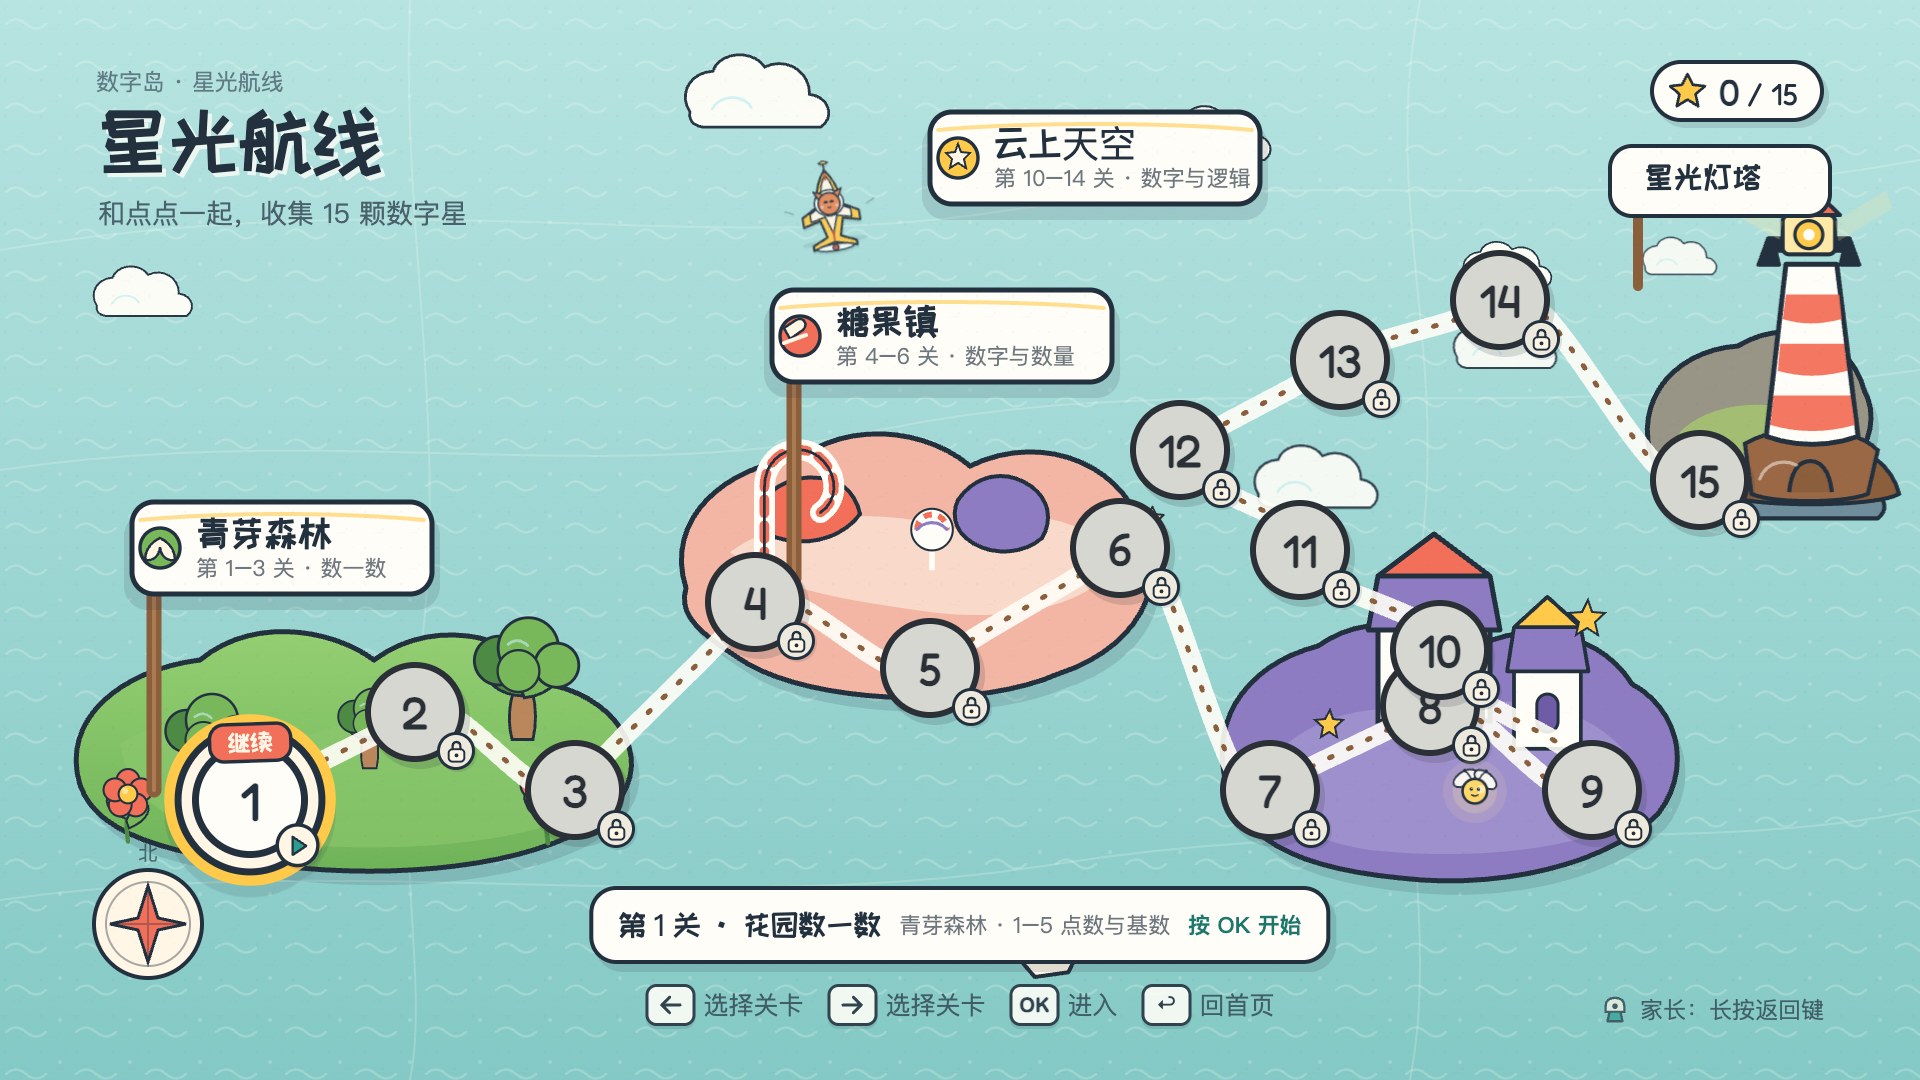 数字岛 · 星光航线
星光航线
和点点一起，收集 15 颗数字星
0 / 15
星光灯塔
云上天空
第 10—14 关 · 数字与逻辑
糖果镇
第 4—6 关 · 数字与数量
青芽森林
第 1—3 关 · 数一数
继续
1
2
3
4
5
6
7
8
9
10
11
12
13
14
15
北
第 1 关 · 花园数一数 青芽森林 · 1—5 点数与基数 按 OK 开始
选择关卡 选择关卡 OK 进入 回首页
家长：长按返回键